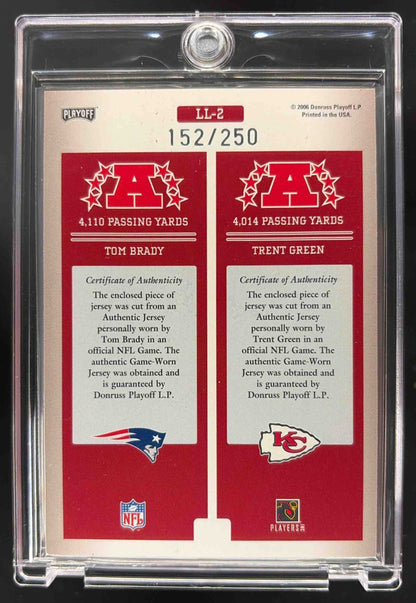 PLAYOFF
LL-2
© 2006 Donruss Playoff L.P.
Printed in the USA.
152/250
A
4,110 PASSING YARDS
TOM BRADY
Certificate of Authenticity
The enclosed piece of
jersey was cut from an
Authentic Jersey
personally worn by
Tom Brady in an
official NFL Game. The
authentic Game-Worn
Jersey was obtained and
is guaranteed by
Donruss Playoff L.P.
NFL
A
4,014 PASSING YARDS
TRENT GREEN
Certificate of Authenticity
The enclosed piece of
jersey was cut from an
Authentic Jersey
personally worn by
Trent Green in an
official NFL Game. The
authentic Game-Worn
Jersey was obtained and
is guaranteed by
Donruss Playoff L.P.
KC
PLAYERS INC